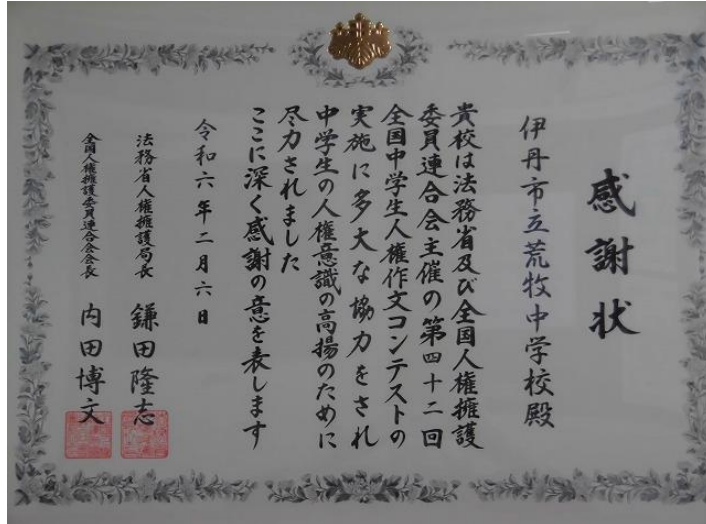 感謝状
伊丹市立荒牧中学校殿
貴校は法務省及び全国人権擁護
委員連合会主催の第四十二回
全国中学生人権作文コンテストの
実施に多大な協力をされ
中学生の人権意識の高揚のために
尽力されました
ここに深く感謝の意を表します
令和六年二月六日
法務省人権擁護局長 鎌田隆志
全国人権擁護委員連合会会長 内田博文